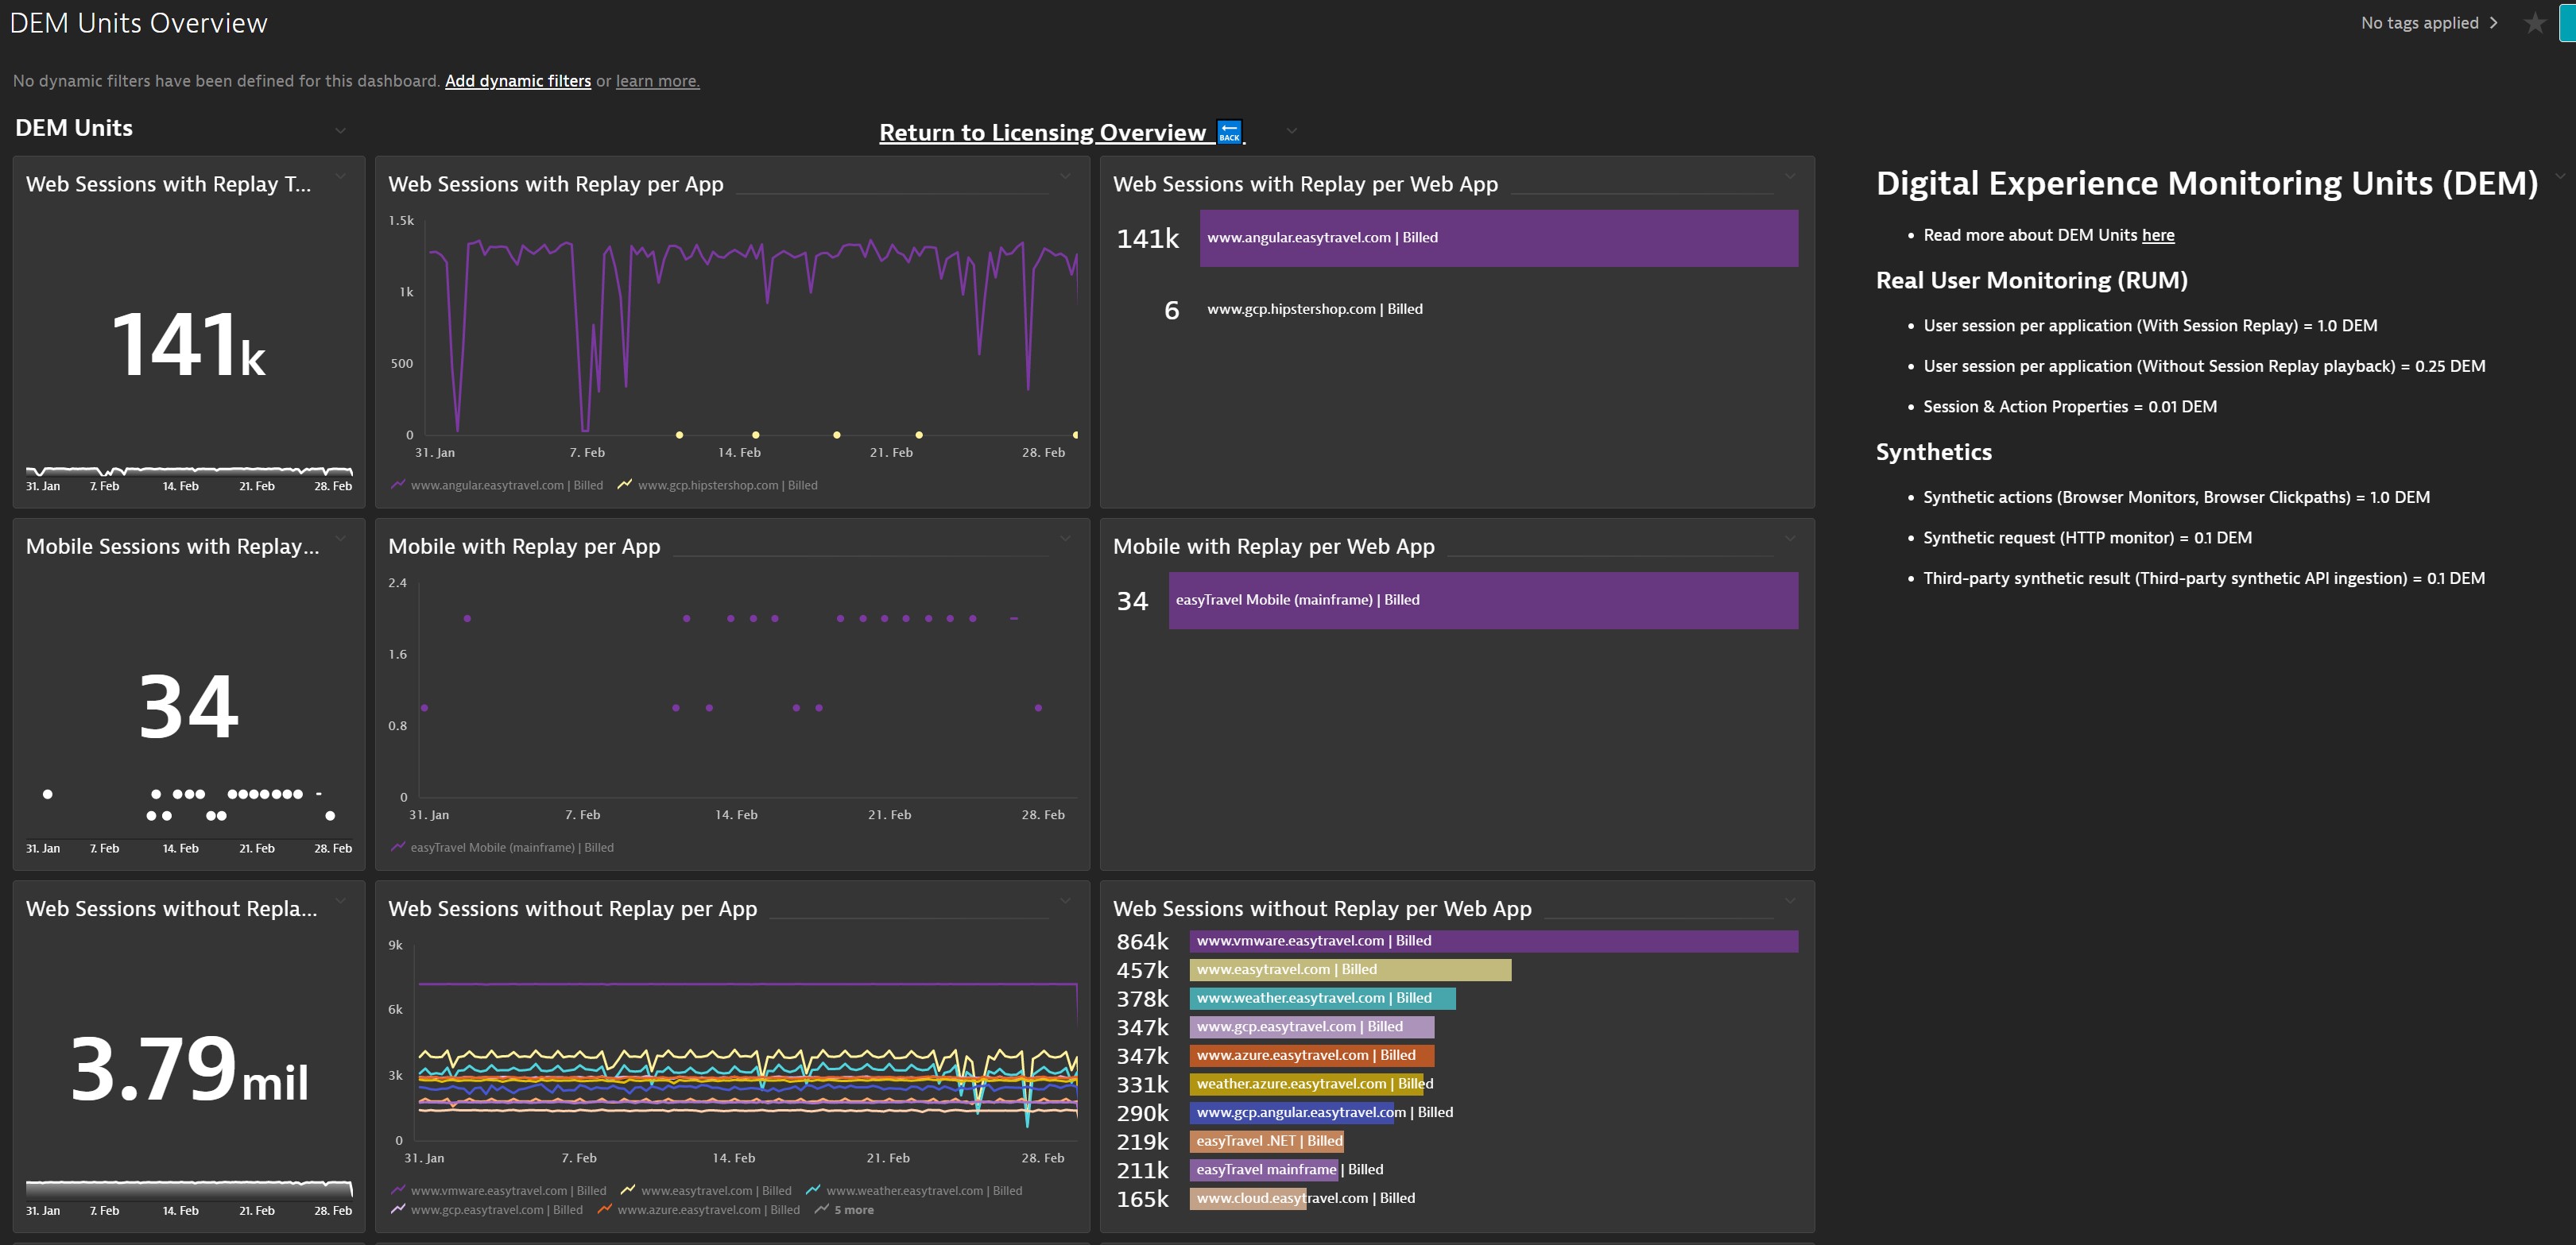 DEM Units Overview
No tags applied
No dynamic filters have been defined for this dashboard. Add dynamic filters or learn more.
DEM Units
Return to Licensing Overview BACK
Web Sessions with Replay T...
141k
31. Jan 7. Feb 14. Feb 21. Feb 28. Feb
Web Sessions with Replay per App
1.5k
1k
500
0
31. Jan 7. Feb 14. Feb 21. Feb 28. Feb
www.angular.easytravel.com | Billed www.gcp.hipstershop.com | Billed
Web Sessions with Replay per Web App
141k www.angular.easytravel.com | Billed
6 www.gcp.hipstershop.com | Billed
Mobile Sessions with Replay...
34
31. Jan 7. Feb 14. Feb 21. Feb 28. Feb
Mobile with Replay per App
2.4
1.6
0.8
0
31. Jan 7. Feb 14. Feb 21. Feb 28. Feb
easyTravel Mobile (mainframe) | Billed
Mobile with Replay per Web App
34 easyTravel Mobile (mainframe) | Billed
Web Sessions without Repla...
3.79mil
31. Jan 7. Feb 14. Feb 21. Feb 28. Feb
Web Sessions without Replay per App
9k
6k
3k
0
31. Jan 7. Feb 14. Feb 21. Feb 28. Feb
www.vmware.easytravel.com | Billed www.easytravel.com | Billed www.weather.easytravel.com | Billed
www.gcp.easytravel.com | Billed www.azure.easytravel.com | Billed 5 more
Web Sessions without Replay per Web App
864k www.vmware.easytravel.com | Billed
457k www.easytravel.com | Billed
378k www.weather.easytravel.com | Billed
347k www.gcp.easytravel.com | Billed
347k www.azure.easytravel.com | Billed
331k weather.azure.easytravel.com | Billed
290k www.gcp.angular.easytravel.com | Billed
219k easyTravel .NET | Billed
211k easyTravel mainframe | Billed
165k www.cloud.easytravel.com | Billed
Digital Experience Monitoring Units (DEM)
• Read more about DEM Units here
Real User Monitoring (RUM)
• User session per application (With Session Replay) = 1.0 DEM
• User session per application (Without Session Replay playback) = 0.25 DEM
• Session & Action Properties = 0.01 DEM
Synthetics
• Synthetic actions (Browser Monitors, Browser Clickpaths) = 1.0 DEM
• Synthetic request (HTTP monitor) = 0.1 DEM
• Third-party synthetic result (Third-party synthetic API ingestion) = 0.1 DEM